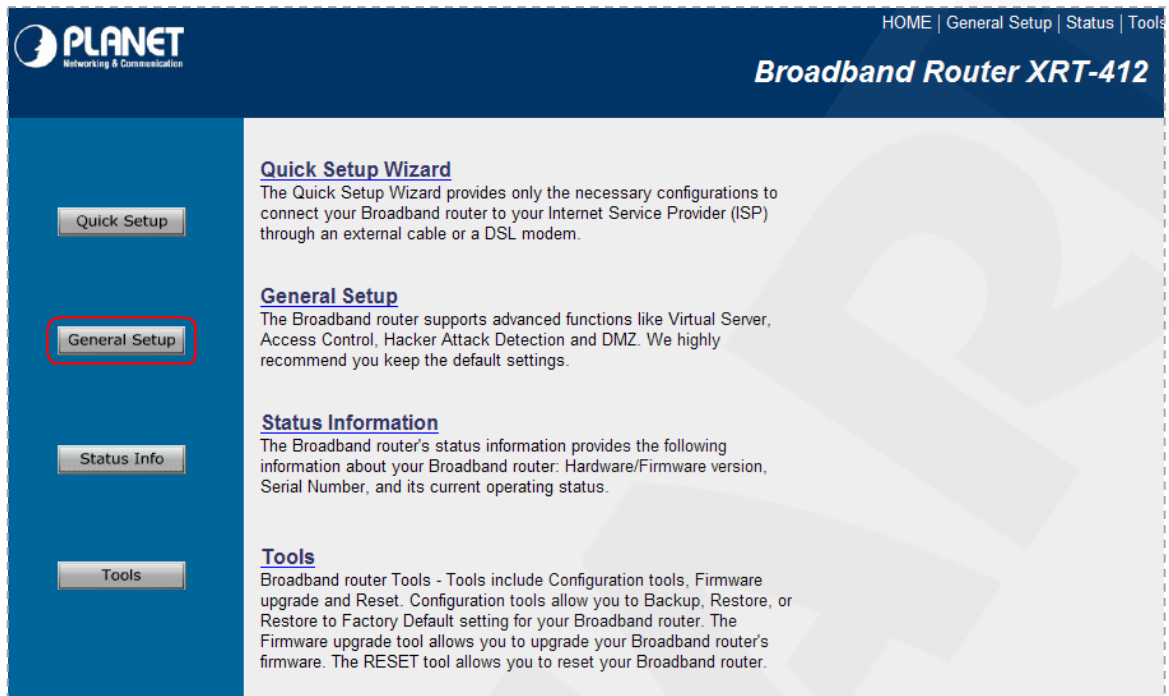 PLANET
Networking & Communication
HOME | General Setup | Status | Tools
Broadband Router XRT-412
Quick Setup
Quick Setup Wizard
The Quick Setup Wizard provides only the necessary configurations to
connect your Broadband router to your Internet Service Provider (ISP)
through an external cable or a DSL modem.
General Setup
General Setup
The Broadband router supports advanced functions like Virtual Server,
Access Control, Hacker Attack Detection and DMZ. We highly
recommend you keep the default settings.
Status Info
Status Information
The Broadband router's status information provides the following
information about your Broadband router: Hardware/Firmware version,
Serial Number, and its current operating status.
Tools
Tools
Broadband router Tools - Tools include Configuration tools, Firmware
upgrade and Reset. Configuration tools allow you to Backup, Restore, or
Restore to Factory Default setting for your Broadband router. The
Firmware upgrade tool allows you to upgrade your Broadband router's
firmware. The RESET tool allows you to reset your Broadband router.